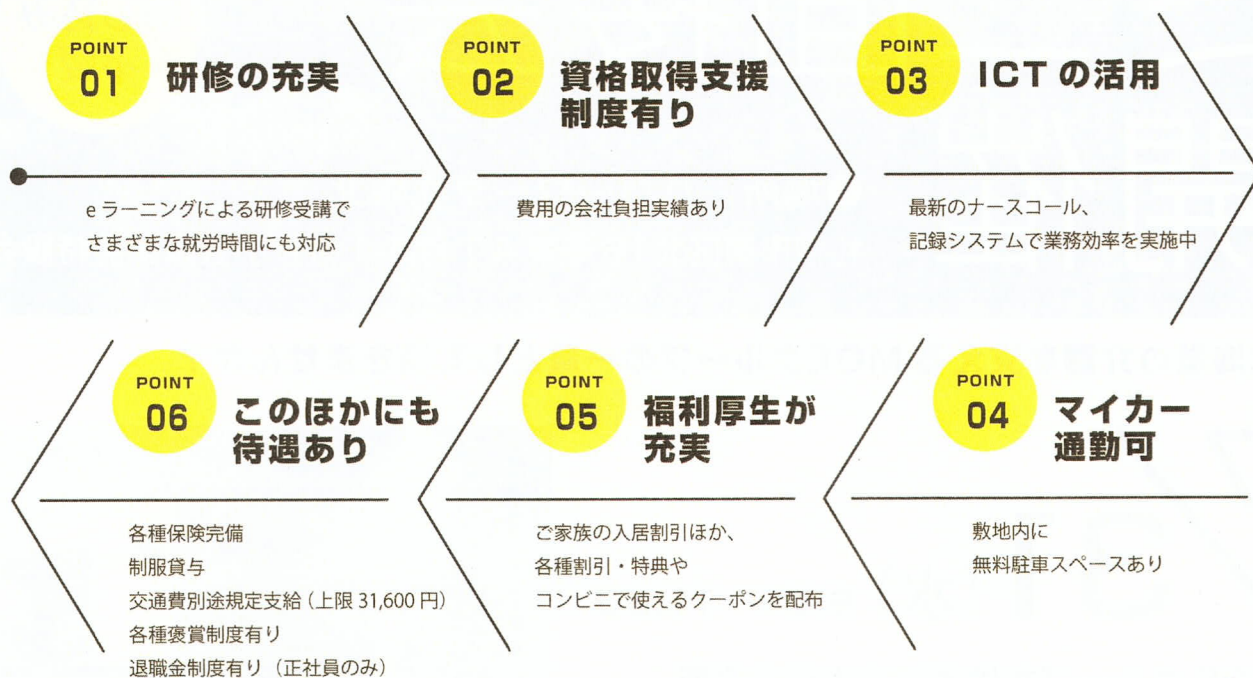 POINT
01
研修の充実
eラーニングによる研修受講で
さまざまな就労時間にも対応
POINT
02
資格取得支援
制度有り
費用の会社負担実績あり
POINT
03
ICTの活用
最新のナースコール、
記録システムで業務効率を実施中
POINT
04
マイカー
通勤可
敷地内に
無料駐車スペースあり
POINT
05
福利厚生が
充実
ご家族の入居割引ほか、
各種割引・特典や
コンビニで使えるクーポンを配布
POINT
06
このほかにも
待遇あり
各種保険完備
制服貸与
交通費別途規定支給(上限31,600円)
各種褒賞制度有り
退職金制度有り(正社員のみ)